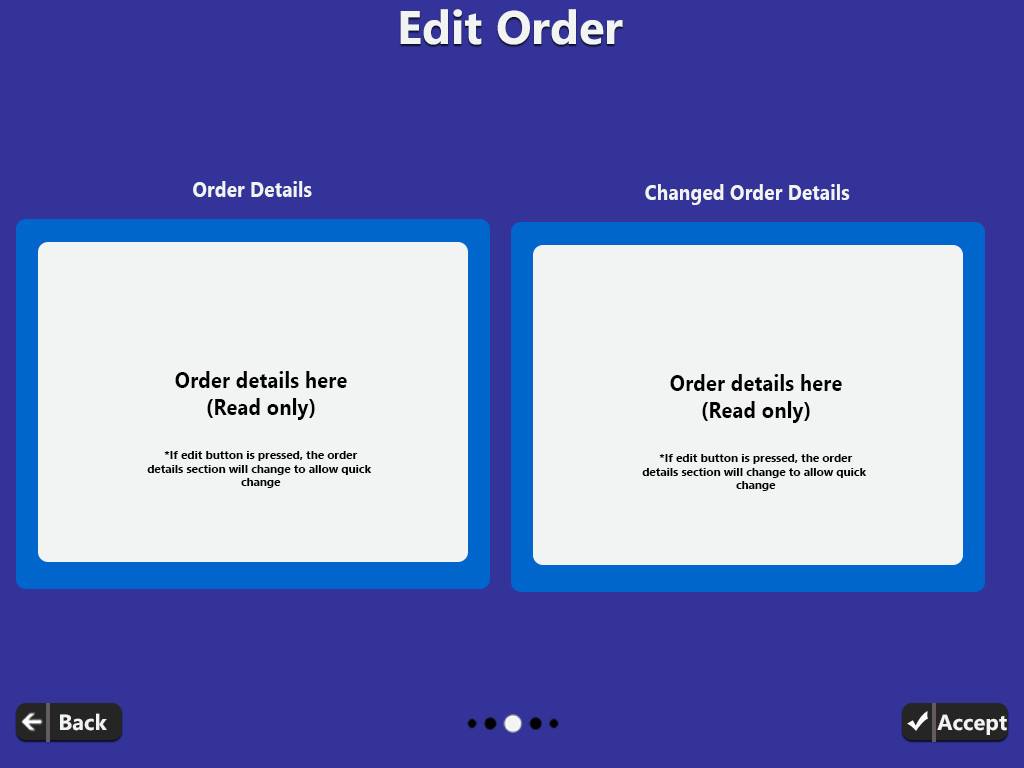 Edit Order
Order Details
Order details here
(Read only)
*If edit button is pressed, the order
details section will change to allow quick
change
Changed Order Details
Order details here
(Read only)
*If edit button is pressed, the order
details section will change to allow quick
change
Back
Accept